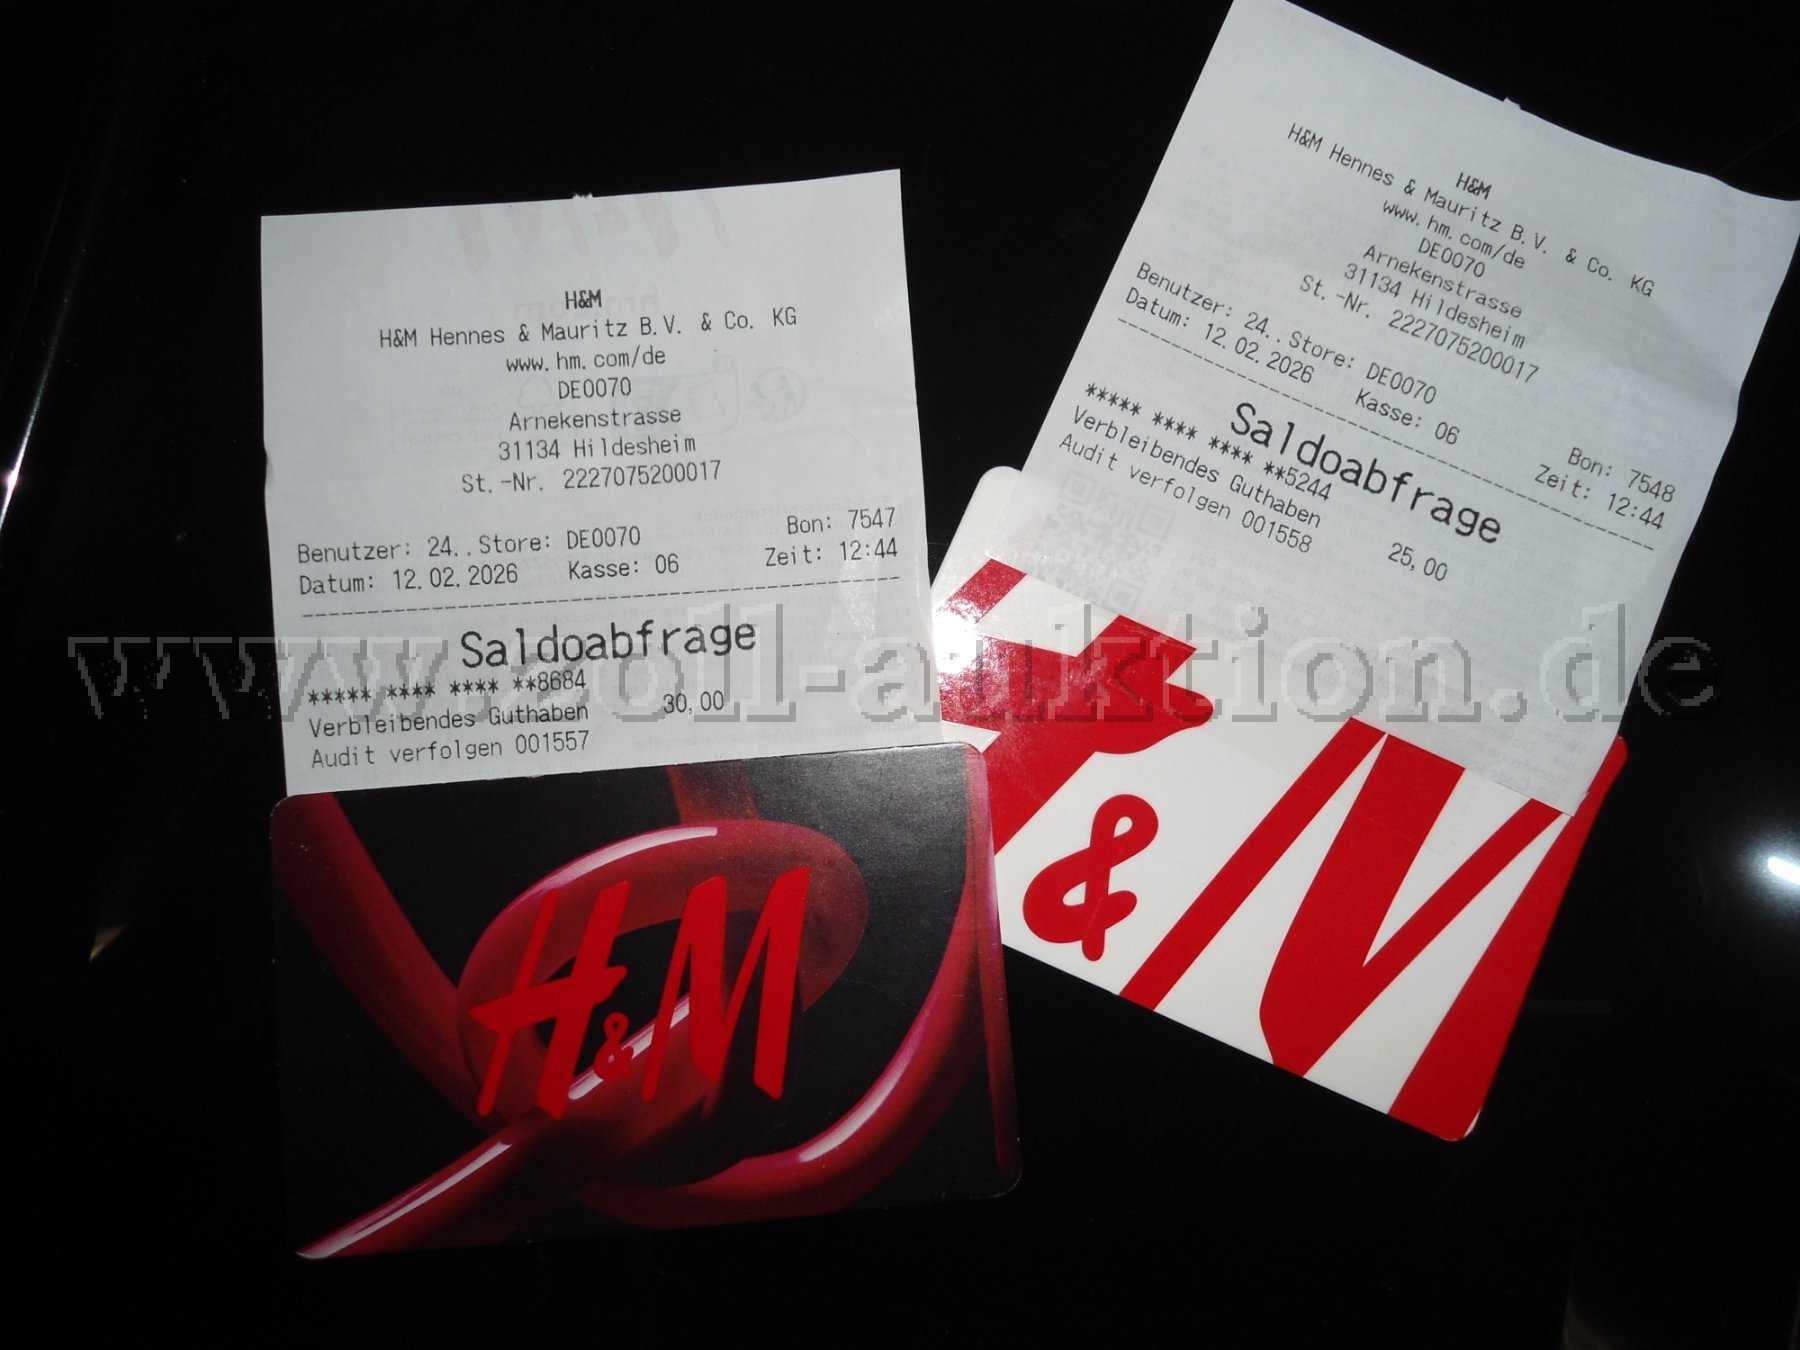 H&M
H&M Hennes & Mauritz B.V. & Co. KG
www.hm.com/de
DE0070
Arnekenstrasse
31134 Hildesheim
St.-Nr. 2227075200017
Benutzer: 24..Store: DE0070 Bon: 7547
Datum: 12.02.2026 Kasse: 06 Zeit: 12:44
Saldoabfrage
***** **** **** **8684
Verbleibendes Guthaben 30,00
Audit verfolgen 001557
H&M
H&M
H&M Hennes & Mauritz B.V. & Co. KG
www.hm.com/de
DE0070
Arnekenstrasse
31134 Hildesheim
St.-Nr. 2227075200017
Benutzer: 24..Store: DE0070 Bon: 7548
Datum: 12.02.2026 Kasse: 06 Zeit: 12:44
Saldoabfrage
***** **** **** **5244
Verbleibendes Guthaben 25,00
Audit verfolgen 001558
H&M
www.zoll-auktion.de